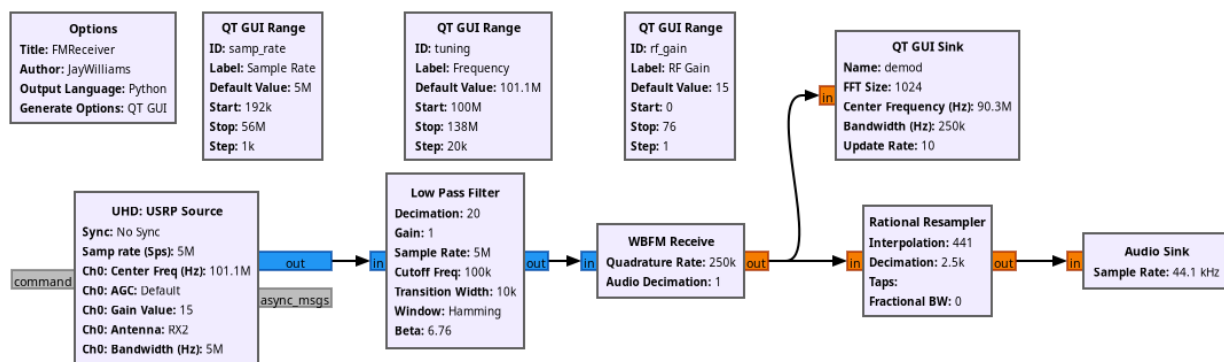 Options
Title: FMReceiver
Author: JayWilliams
Output Language: Python
Generate Options: QT GUI
QT GUI Range
ID: samp_rate
Label: Sample Rate
Default Value: 5M
Start: 192k
Stop: 56M
Step: 1k
QT GUI Range
ID: tuning
Label: Frequency
Default Value: 101.1M
Start: 100M
Stop: 138M
Step: 20k
QT GUI Range
ID: rf_gain
Label: RF Gain
Default Value: 15
Start: 0
Stop: 76
Step: 1
QT GUI Sink
Name: demod
FFT Size: 1024
Center Frequency (Hz): 90.3M
Bandwidth (Hz): 250k
Update Rate: 10
in
UHD: USRP Source
Sync: No Sync
Samp rate (Sps): 5M
Ch0: Center Freq (Hz): 101.1M
Ch0: AGC: Default
Ch0: Gain Value: 15
Ch0: Antenna: RX2
Ch0: Bandwidth (Hz): 5M
command
out
async_msgs
Low Pass Filter
Decimation: 20
Gain: 1
Sample Rate: 5M
Cutoff Freq: 100k
Transition Width: 10k
Window: Hamming
Beta: 6.76
in
out
WBFM Receive
Quadrature Rate: 250k
Audio Decimation: 1
in
out
Rational Resampler
Interpolation: 441
Decimation: 2.5k
Taps:
Fractional BW: 0
in
out
Audio Sink
Sample Rate: 44.1 kHz
in